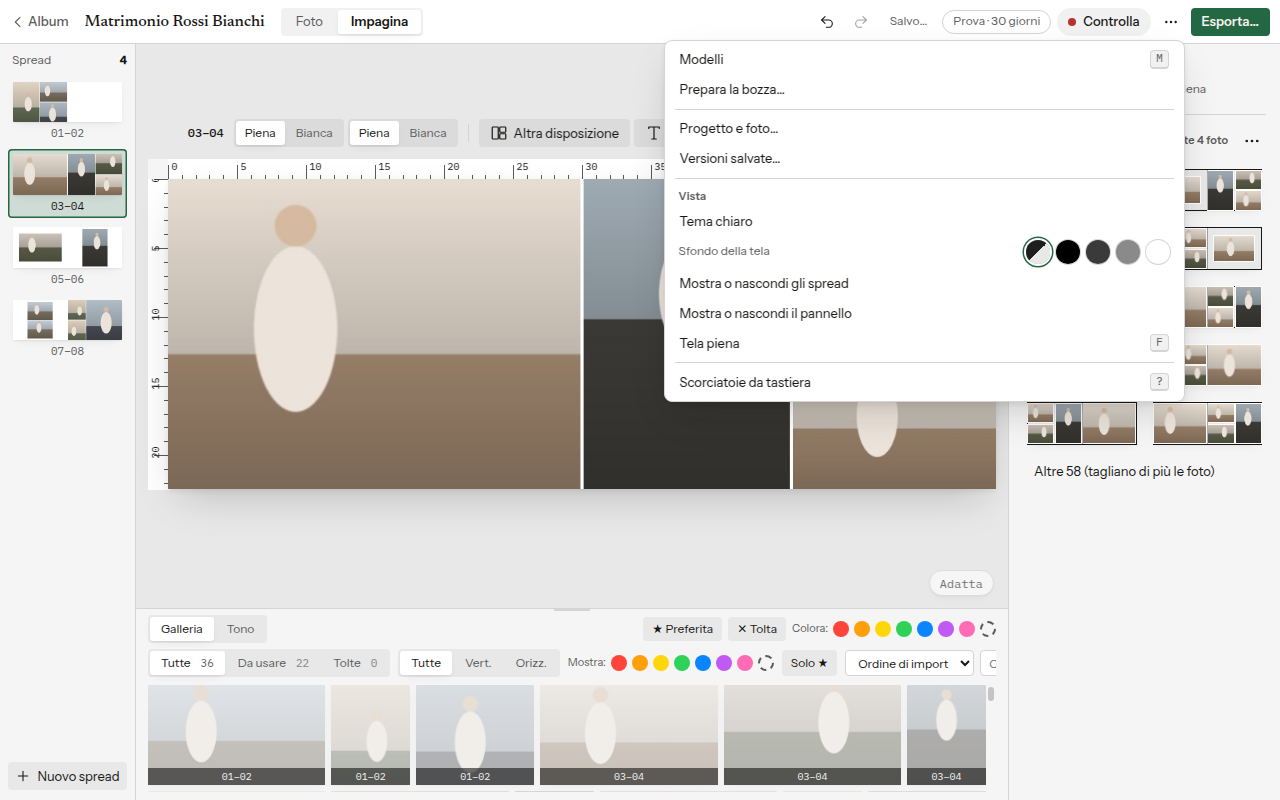 Album
Matrimonio Rossi Bianchi
Foto
Impagina
Salvo…
Prova · 30 giorni
Controlla
Esporta…
Spread
4
01–02
03–04
05–06
07–08
Nuovo spread
03–04
Piena
Bianca
Piena
Bianca
Altra disposizione
0
5
10
15
20
25
30
35
0
5
10
15
20
Modelli
M
Prepara la bozza…
Progetto e foto…
Versioni salvate…
Vista
Tema chiaro
Sfondo della tela
Mostra o nascondi gli spread
Mostra o nascondi il pannello
Tela piena
F
Scorciatoie da tastiera
?
te 4 foto
Altre 58 (tagliano di più le foto)
Adatta
Galleria
Tono
★ Preferita
✕ Tolta
Colora:
Tutte 36
Da usare 22
Tolte 0
Tutte
Vert.
Orizz.
Mostra:
Solo ★
Ordine di import
01–02
01–02
01–02
03–04
03–04
03–04